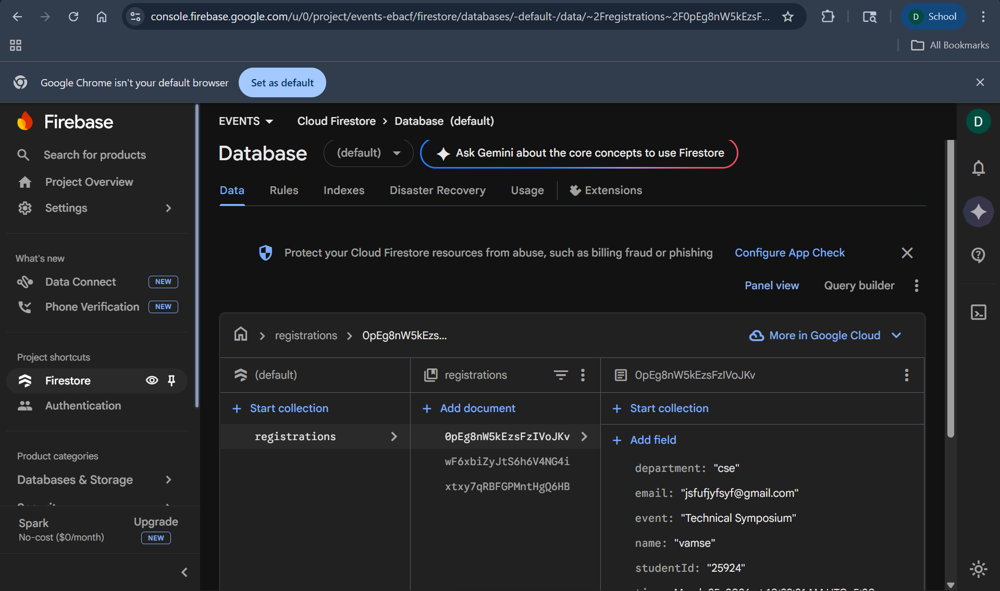 console.firebase.google.com/u/0/project/events-ebacf/firestore/databases/-default-/data/~2Fregistrations~2F0pEg8nW5kEzsF...
D School
All Bookmarks
Google Chrome isn't your default browser
Set as default
Firebase
Search for products
Project Overview
Settings
What's new
Data Connect NEW
Phone Verification NEW
Project shortcuts
Firestore
Authentication
Product categories
Databases & Storage
Spark
Upgrade
No-cost ($0/month)
NEW
EVENTS
Cloud Firestore > Database (default)
D
Database
(default)
Ask Gemini about the core concepts to use Firestore
Data Rules Indexes Disaster Recovery Usage Extensions
Protect your Cloud Firestore resources from abuse, such as billing fraud or phishing
Configure App Check
Panel view
Query builder
registrations > 0pEg8nW5kEzs...
More in Google Cloud
(default)
+ Start collection
registrations
registrations
+ Add document
0pEg8nW5kEzsFzIVoJKv
wF6xbiZyJtS6h6V4NG4i
xtxy7qRBFGPMntHgQ6HB
0pEg8nW5kEzsFzIVoJKv
+ Start collection
+ Add field
department: "cse"
email: "jsfufjyfsyf@gmail.com"
event: "Technical Symposium"
name: "vamse"
studentId: "25924"